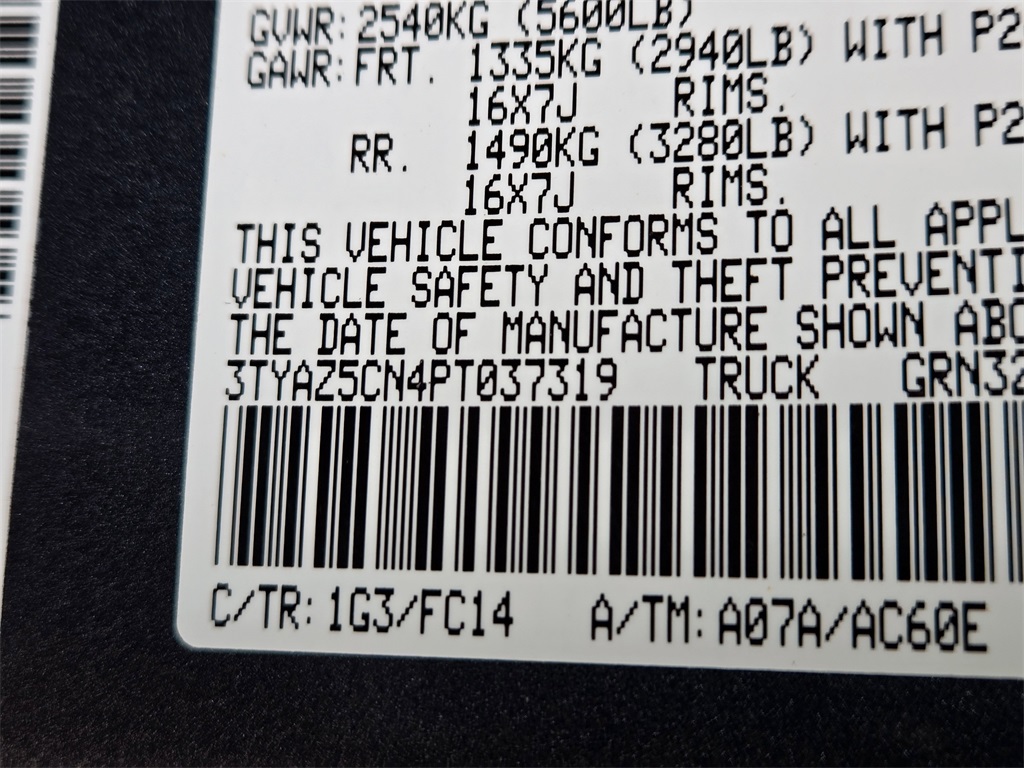 GVWR: 2540KG (5600LB)
GAWR: FRT. 1335KG (2940LB) WITH P2
16X7J RIMS.
RR. 1490KG (3280LB) WITH P2
16X7J RIMS.
THIS VEHICLE CONFORMS TO ALL APPL
VEHICLE SAFETY AND THEFT PREVENTI
THE DATE OF MANUFACTURE SHOWN ABO
3TYAZ5CN4PT037319 TRUCK GRN32
C/TR: 1G3/FC14 A/TM: A07A/AC60E